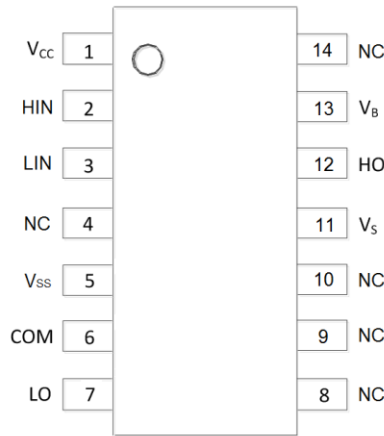 VCC 1 14 NC
HIN 2 13 VB
LIN 3 12 HO
NC 4 11 VS
VSS 5 10 NC
COM 6 9 NC
LO 7 8 NC